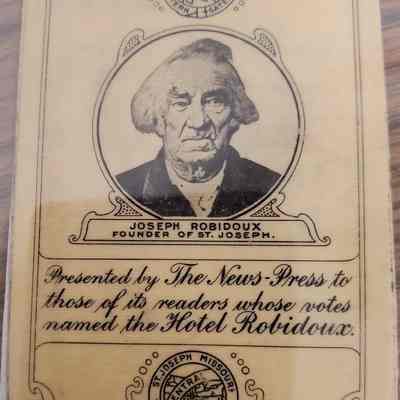 JOSEPH ROBIDOUX
FOUNDER OF ST. JOSEPH.
Presented by The News-Press to
those of its readers whose votes
named the Hotel Robidoux.
ST. JOSEPH MISSOURI
CENTRAL